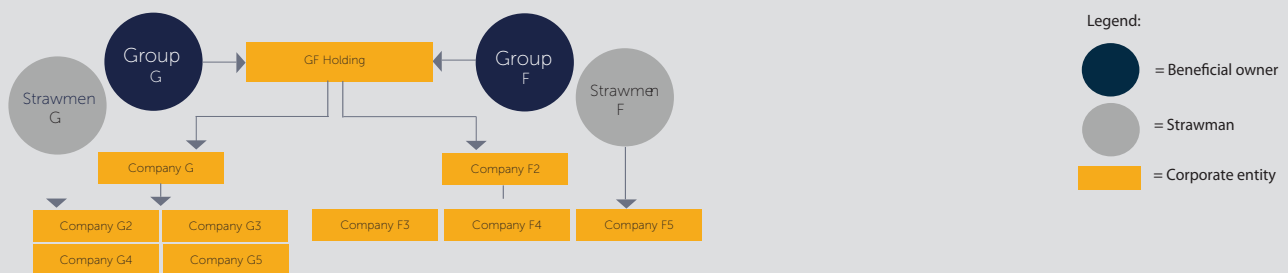 Legend:
Group
G
GF Holding
Group
F
Strawmen
G
Strawmen
F
= Beneficial owner
= Strawman
= Corporate entity
Company G
Company F2
Company G2
Company G3
Company F3
Company F4
Company F5
Company G4
Company G5